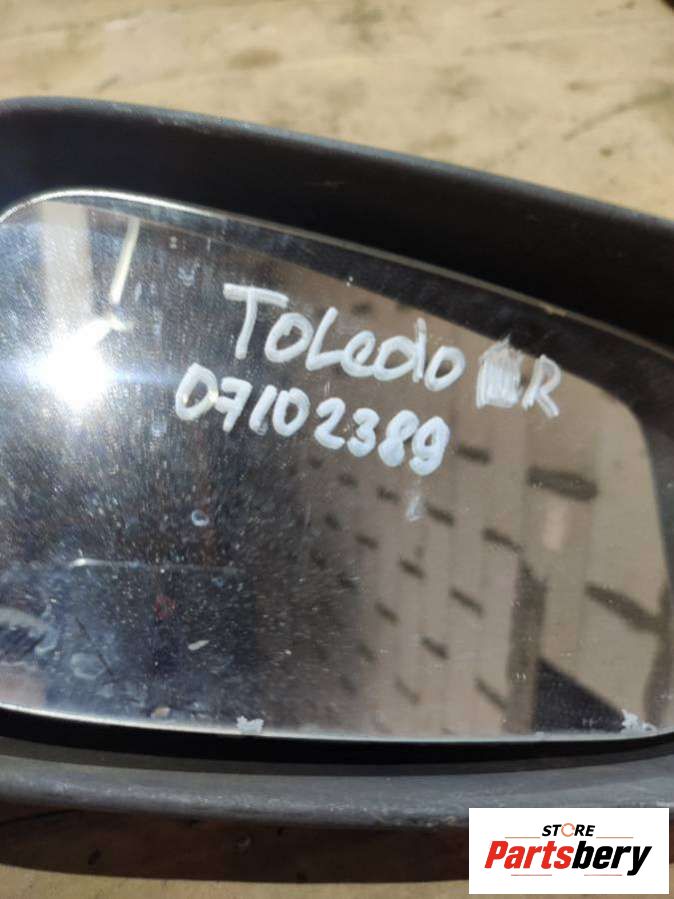 Toledo R
07102389
STORE
Partsbery